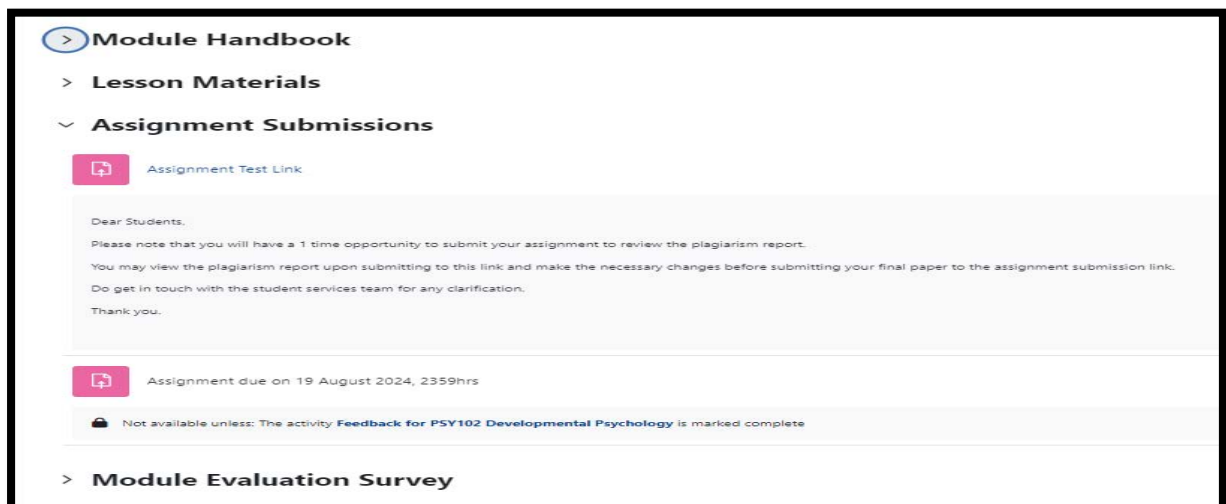 Module Handbook
Lesson Materials
Assignment Submissions
Assignment Test Link
Dear Students.
Please note that you will have a 1 time opportunity to submit your assignment to review the plagiarism report.
You may view the plagiarism report upon submitting to this link and make the necessary changes before submitting your final paper to the assignment submission link.
Do get in touch with the student services team for any clarification.
Thank you.
Assignment due on 19 August 2024, 2359hrs
Not available unless: The activity Feedback for PSY102 Developmental Psychology is marked complete
Module Evaluation Survey